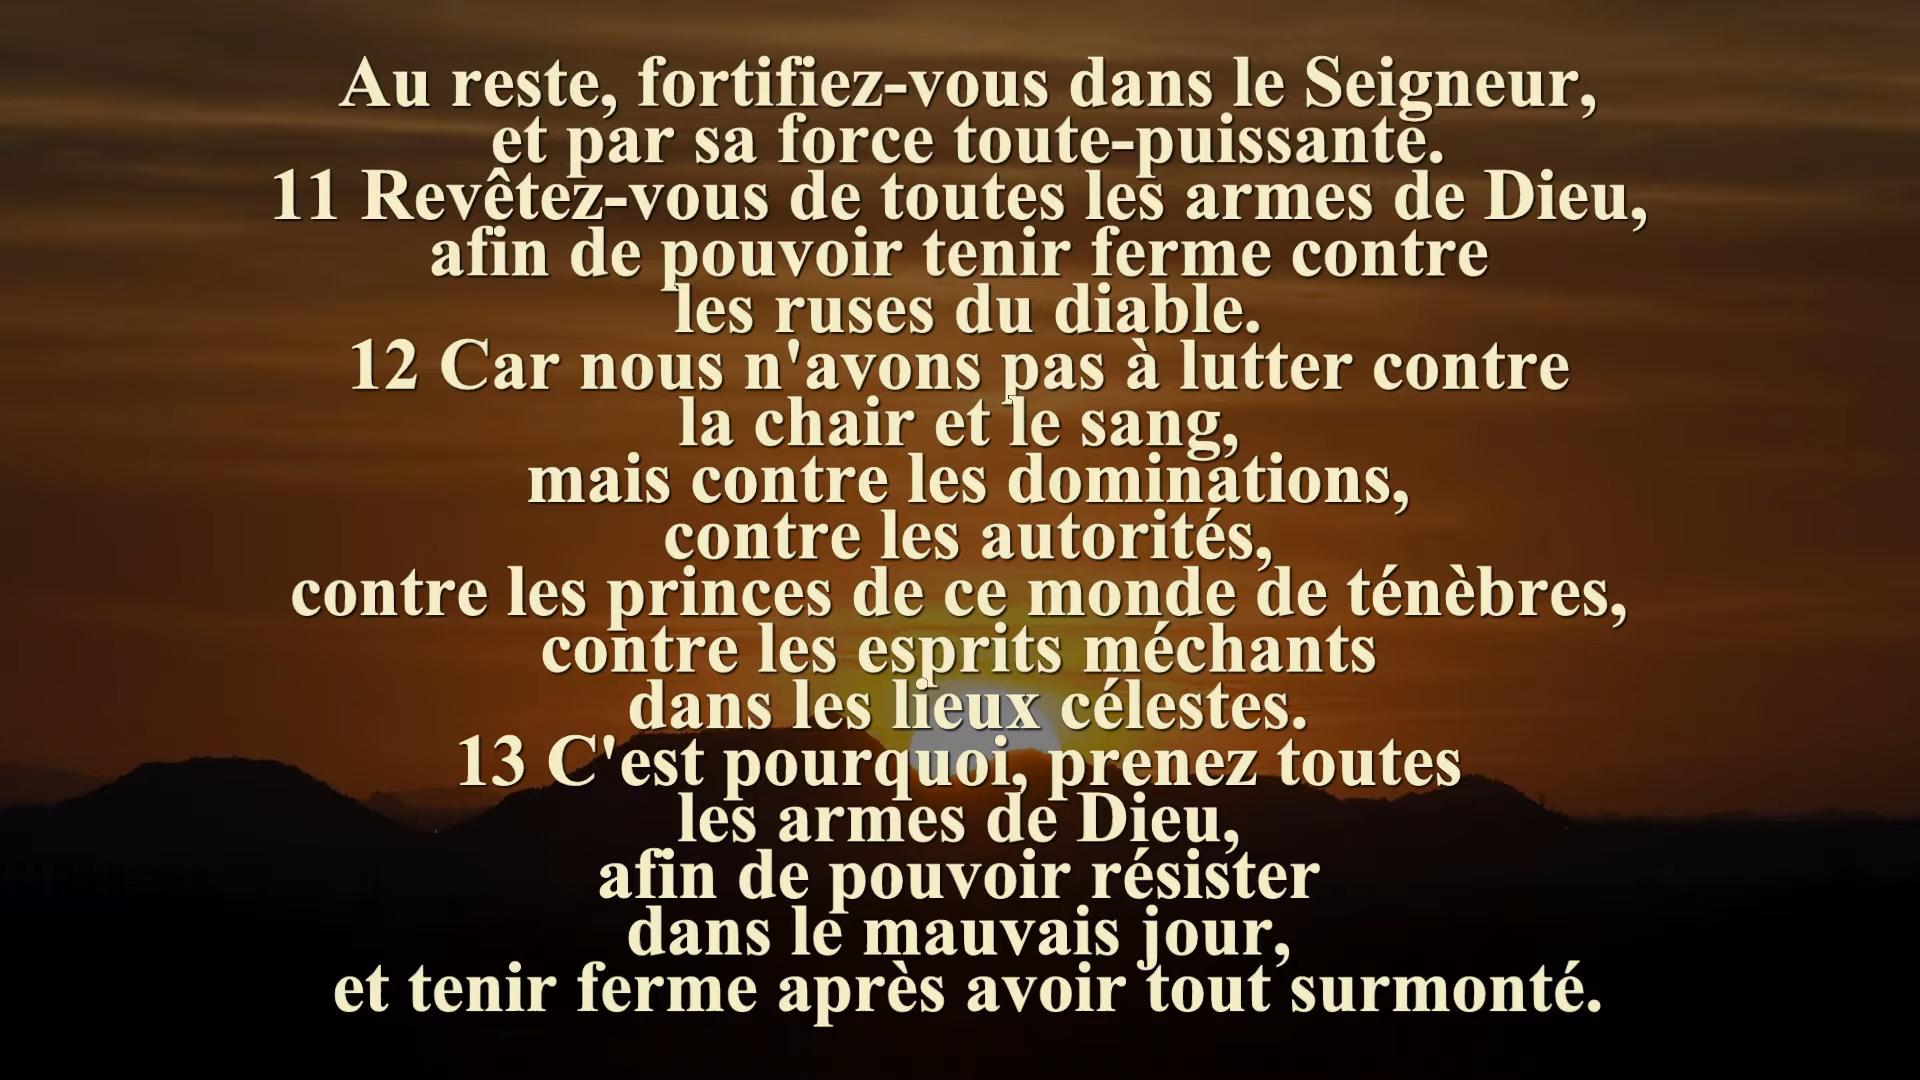 Au reste, fortifiez-vous dans le Seigneur,
et par sa force toute-puissante.
11 Revêtez-vous de toutes les armes de Dieu,
afin de pouvoir tenir ferme contre
les ruses du diable.
12 Car nous n'avons pas à lutter contre
la chair et le sang,
mais contre les dominations,
contre les autorités,
contre les princes de ce monde de ténèbres,
contre les esprits méchants
dans les lieux célestes.
13 C'est pourquoi, prenez toutes
les armes de Dieu,
afin de pouvoir résister
dans le mauvais jour,
et tenir ferme après avoir tout surmonté.